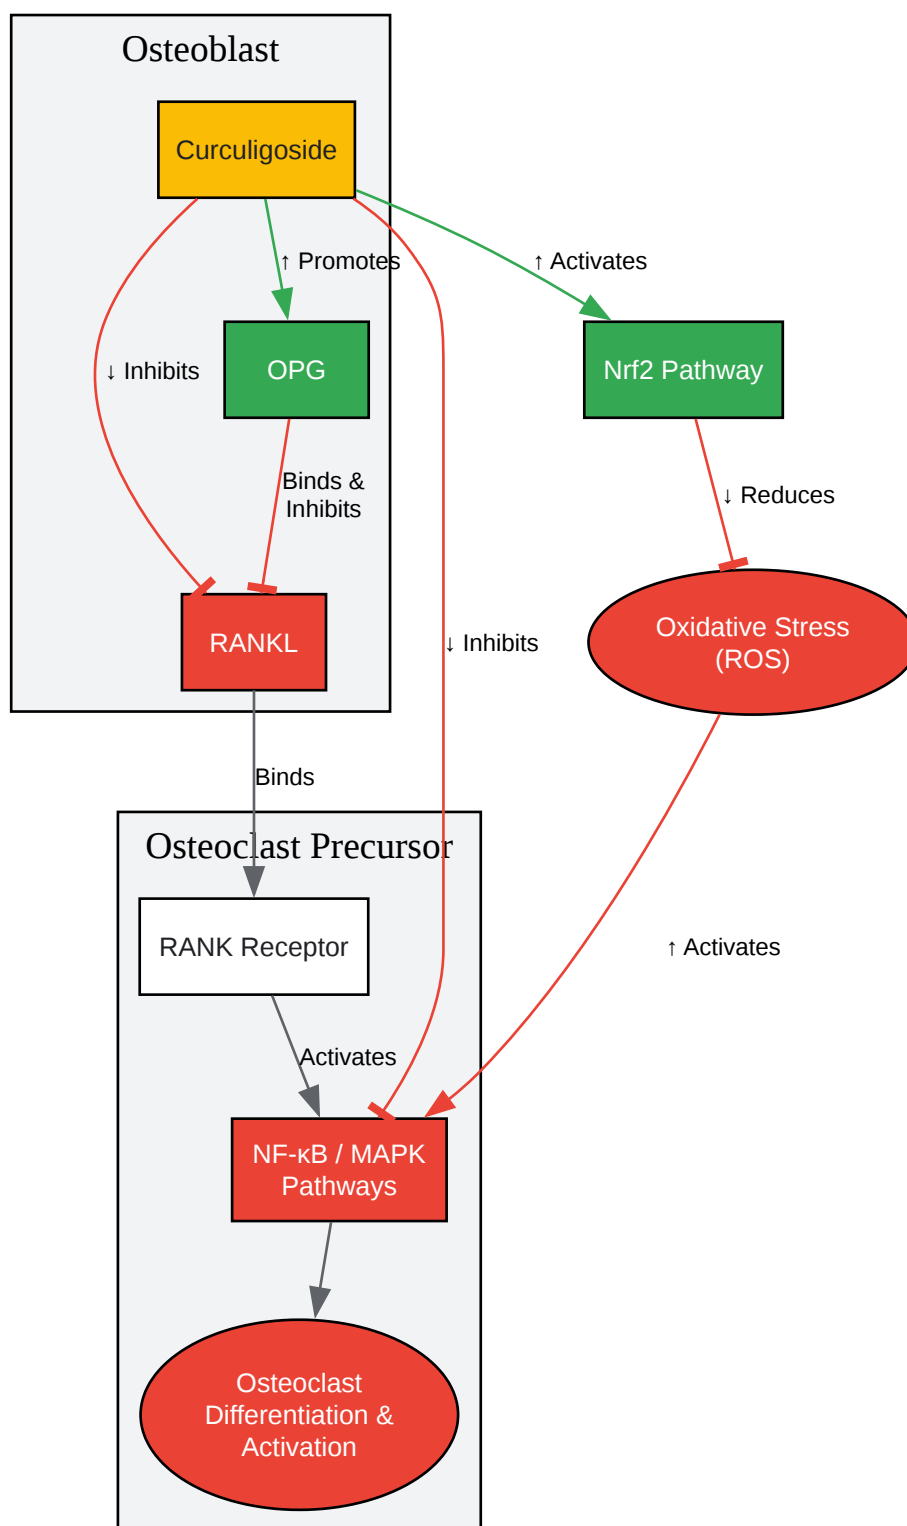 Osteoblast
Curculigoside
↑ Promotes
↑ Activates
↓ Inhibits
OPG
Nrf2 Pathway
Binds &
Inhibits
↓ Reduces
RANKL
↓ Inhibits
Oxidative Stress
(ROS)
Binds
Osteoclast Precursor
RANK Receptor
↑ Activates
Activates
NF-κB / MAPK
Pathways
Osteoclast
Differentiation &
Activation